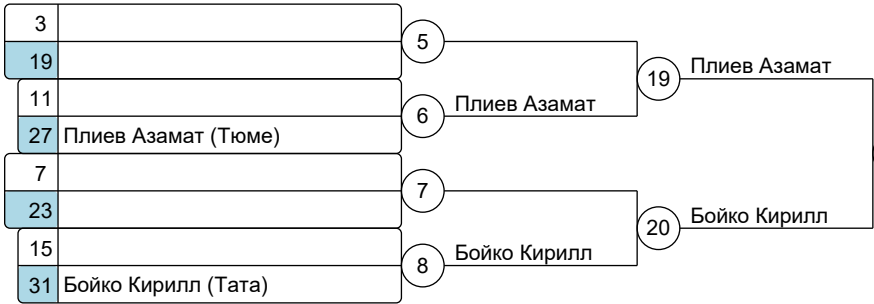 3
19
5
11
27 Плиев Азамат (Тюме)
6 Плиев Азамат
19 Плиев Азамат
7
23
7
15
31 Бойко Кирилл (Тата)
8 Бойко Кирилл
20 Бойко Кирилл